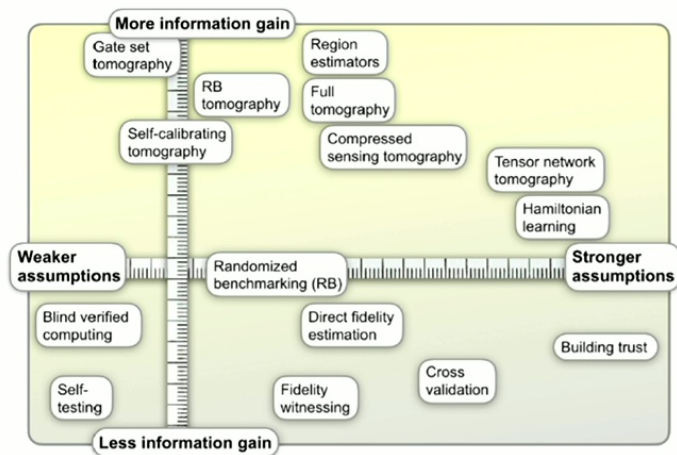 More information gain
Gate set
tomography
Region
estimators
RB
tomography
Full
tomography
Self-calibrating
tomography
Compressed
sensing tomography
Tensor network
tomography
Hamiltonian
learning
Weaker
assumptions
Randomized
benchmarking (RB)
Stronger
assumptions
Blind verified
computing
Direct fidelity
estimation
Building trust
Self-
testing
Fidelity
witnessing
Cross
validation
Less information gain